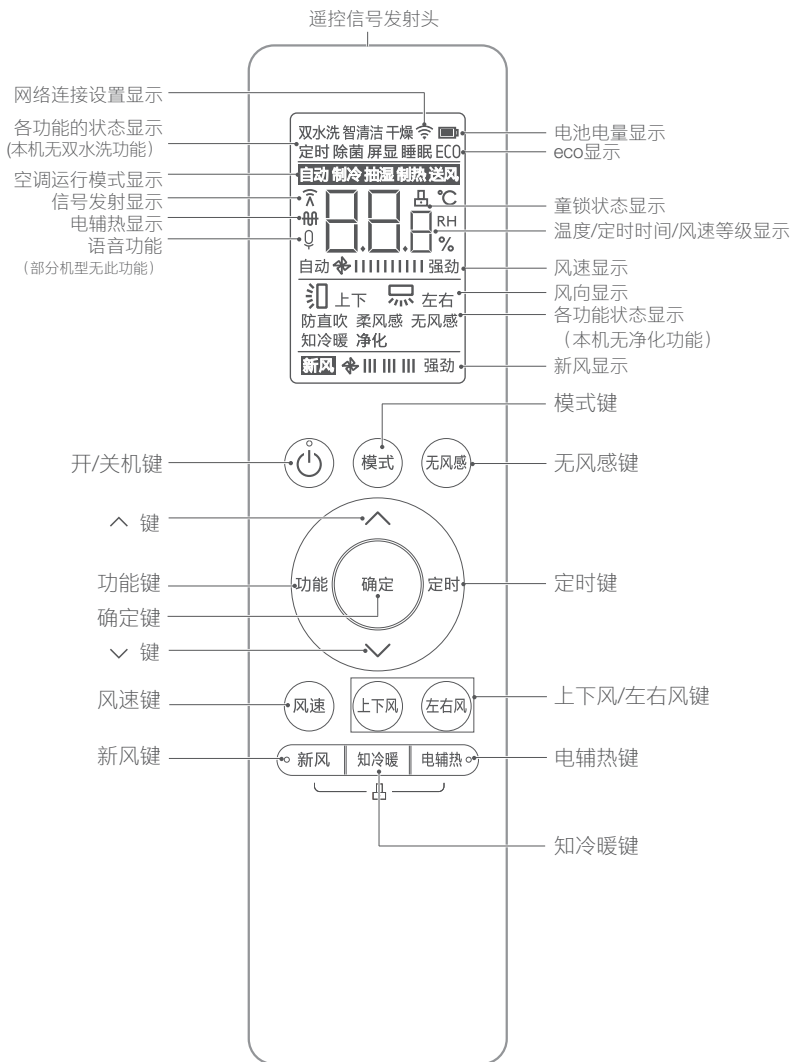 遥控信号发射头
网络连接设置显示
各功能的状态显示
(本机无双水洗功能)
空调运行模式显示
信号发射显示
电辅热显示
语音功能
(部分机型无此功能)
双水洗 智清洁 干燥
定时 除菌 屏显 睡眠 ECO
自动 制冷 抽湿 制热 送风
88.8
℃
RH
%
自动 强劲
上下 左右
防直吹 柔风感 无风感
知冷暖 净化
新风 强劲
电池电量显示
eco显示
童锁状态显示
温度/定时时间/风速等级显示
风速显示
风向显示
各功能状态显示
(本机无净化功能)
新风显示
模式键
开/关机键
模式
无风感
无风感键
键
功能键
功能
确定
定时
定时键
确定键
键
风速键
风速
上下风
左右风
上下风/左右风键
新风键
新风
知冷暖
电辅热
电辅热键
知冷暖键